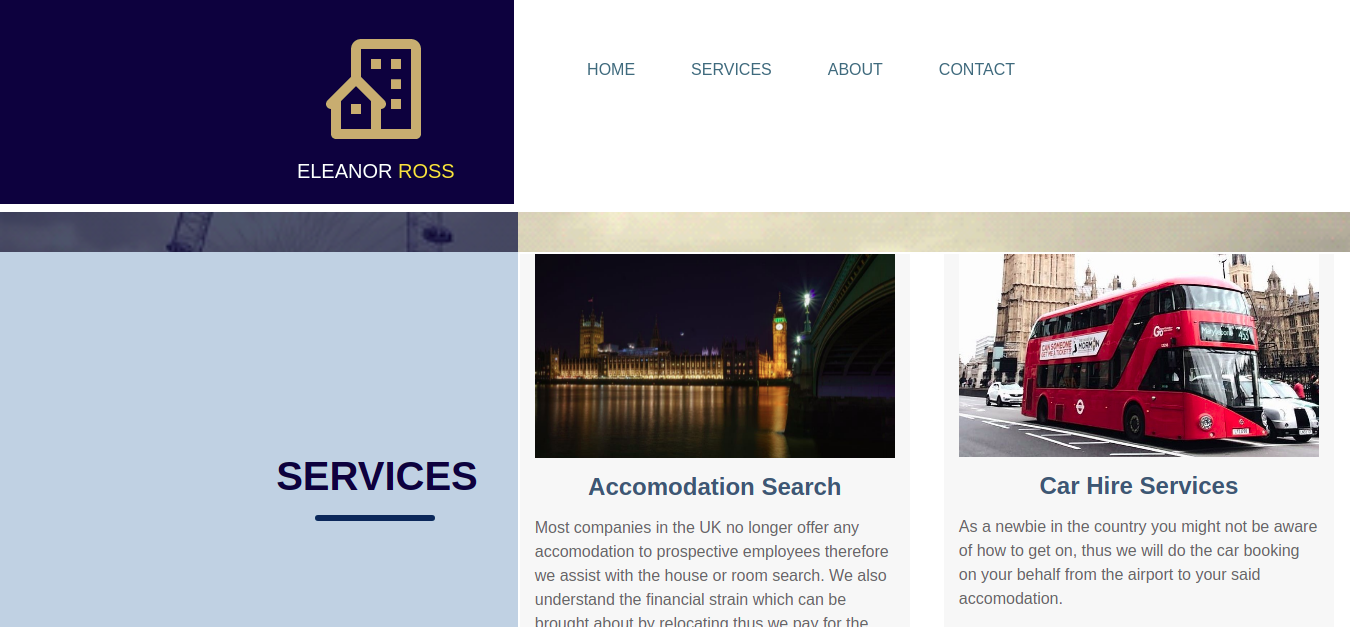 HOME SERVICES ABOUT CONTACT
ELEANOR ROSS
SERVICES
Accomodation Search
Most companies in the UK no longer offer any
accomodation to prospective employees therefore
we assist with the house or room search. We also
understand the financial strain which can be
brought about by relocating thus we pay for the
CAN SOMEONE
MORMON
453
Car Hire Services
As a newbie in the country you might not be aware
of how to get on, thus we will do the car booking
on your behalf from the airport to your said
accomodation.